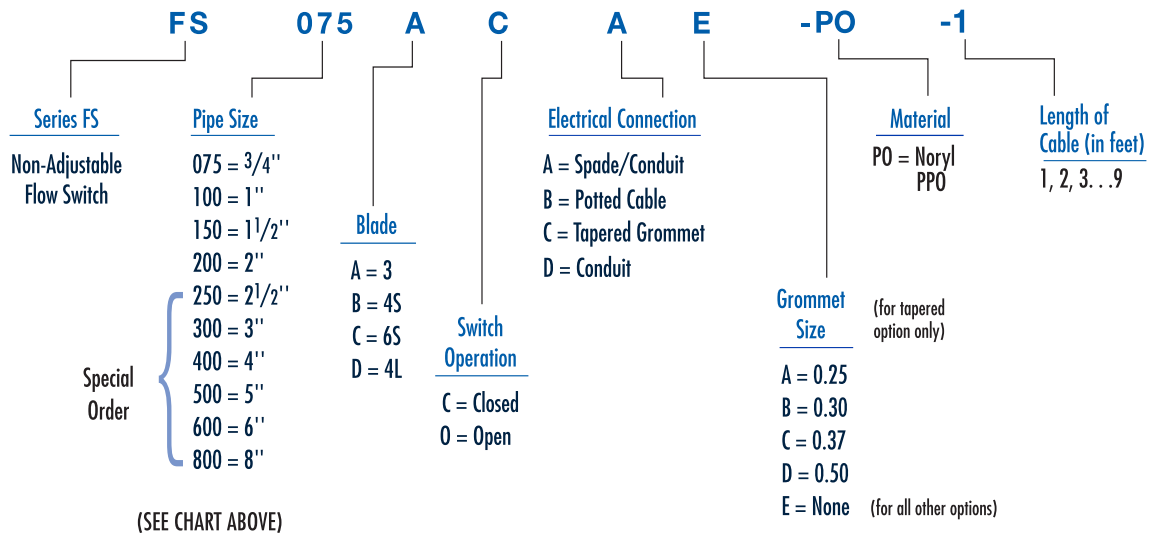 FS 075 A C A E -PO -1
Series FS
Non-Adjustable
Flow Switch
Pipe Size
075 = 3/4''
100 = 1''
150 = 1 1/2''
200 = 2''
250 = 2 1/2''
300 = 3''
400 = 4''
500 = 5''
600 = 6''
800 = 8''
Special
Order
(SEE CHART ABOVE)
Blade
A = 3
B = 4S
C = 6S
D = 4L
Switch
Operation
C = Closed
O = Open
Electrical Connection
A = Spade/Conduit
B = Potted Cable
C = Tapered Grommet
D = Conduit
Grommet
Size
(for tapered
option only)
A = 0.25
B = 0.30
C = 0.37
D = 0.50
E = None (for all other options)
Material
PO = Noryl
PPO
Length of
Cable (in feet)
1, 2, 3. . .9